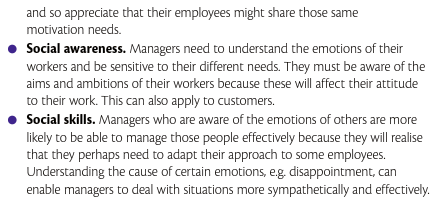 and so appreciate that their employees might share those same
motivation needs.
● Social awareness. Managers need to understand the emotions of their
workers and be sensitive to their different needs. They must be aware of the
aims and ambitions of their workers because these will affect their attitude
to their work. This can also apply to customers.
● Social skills. Managers who are aware of the emotions of others are more
likely to be able to manage those people effectively because they will realise
that they perhaps need to adapt their approach to some employees.
Understanding the cause of certain emotions, e.g. disappointment, can
enable managers to deal with situations more sympathetically and effectively.